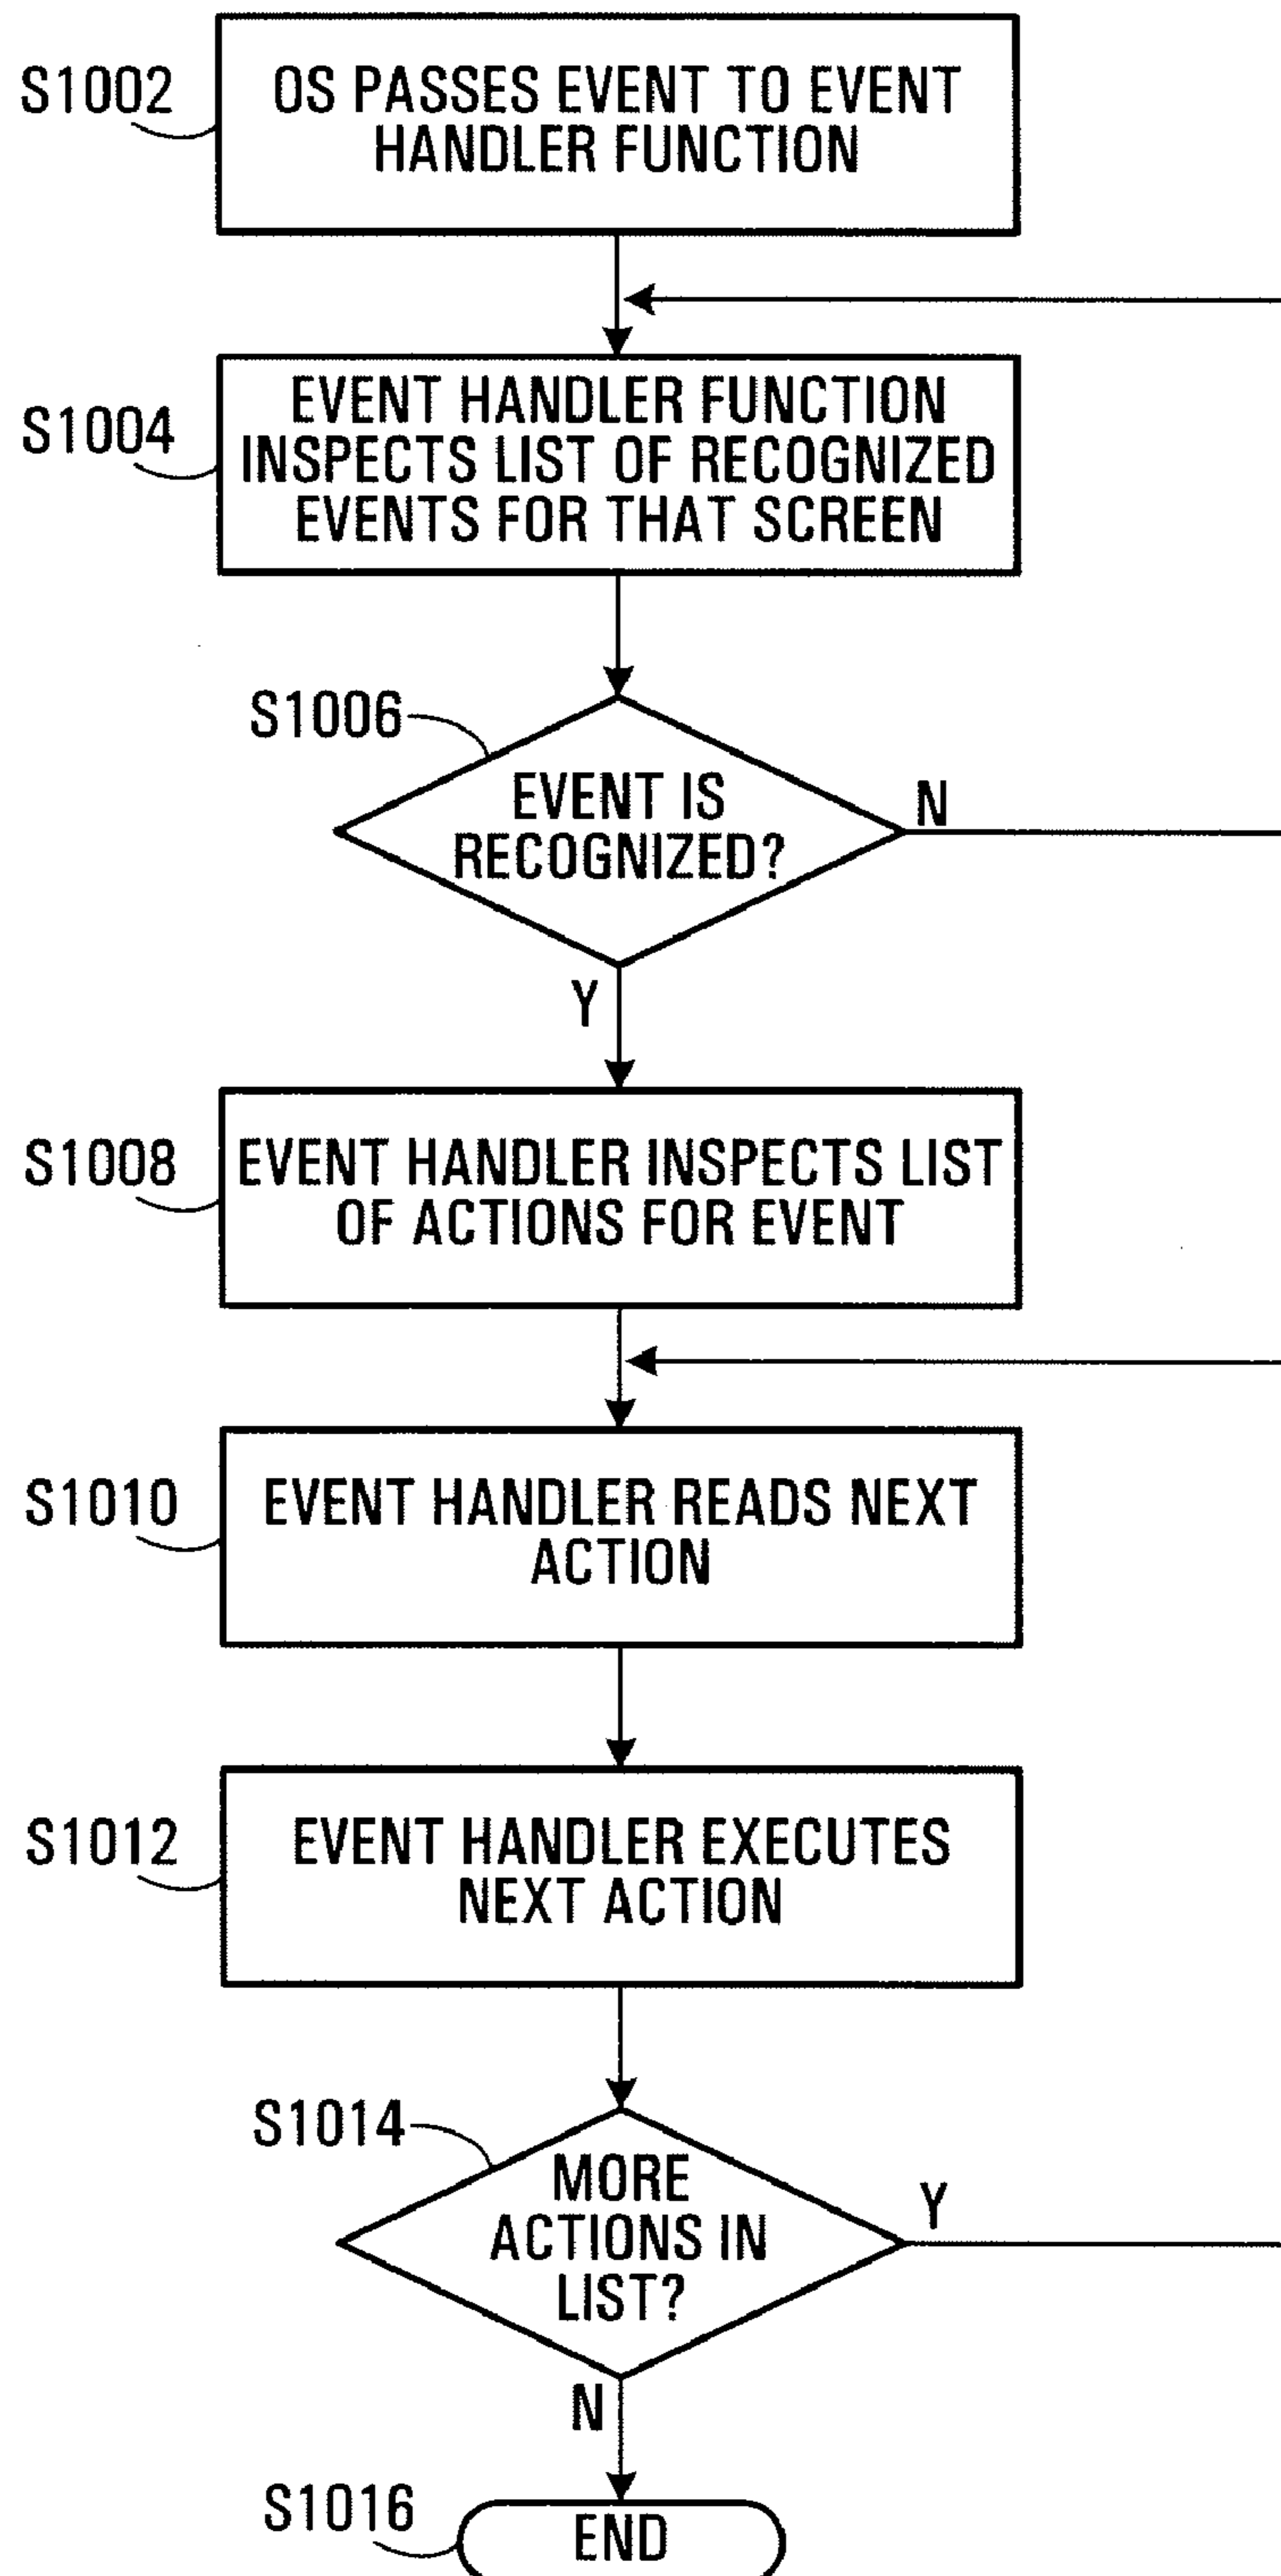 S1002
OS PASSES EVENT TO EVENT
HANDLER FUNCTION
S1004
EVENT HANDLER FUNCTION
INSPECTS LIST OF RECOGNIZED
EVENTS FOR THAT SCREEN
S1006
EVENT IS
RECOGNIZED?
N
Y
S1008
EVENT HANDLER INSPECTS LIST
OF ACTIONS FOR EVENT
S1010
EVENT HANDLER READS NEXT
ACTION
S1012
EVENT HANDLER EXECUTES
NEXT ACTION
S1014
MORE
ACTIONS IN
LIST?
Y
N
S1016
END